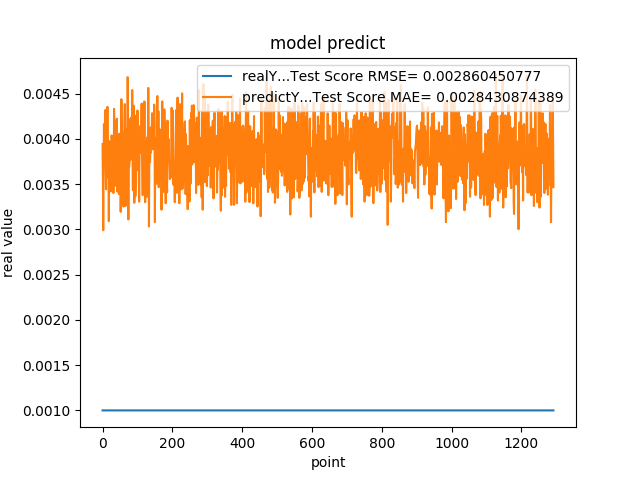 model predict
realY...Test Score RMSE= 0.002860450777
predictY...Test Score MAE= 0.0028430874389
0.0045
0.0040
0.0035
0.0030
0.0025
0.0020
0.0015
0.0010
real value
0 200 400 600 800 1000 1200
point